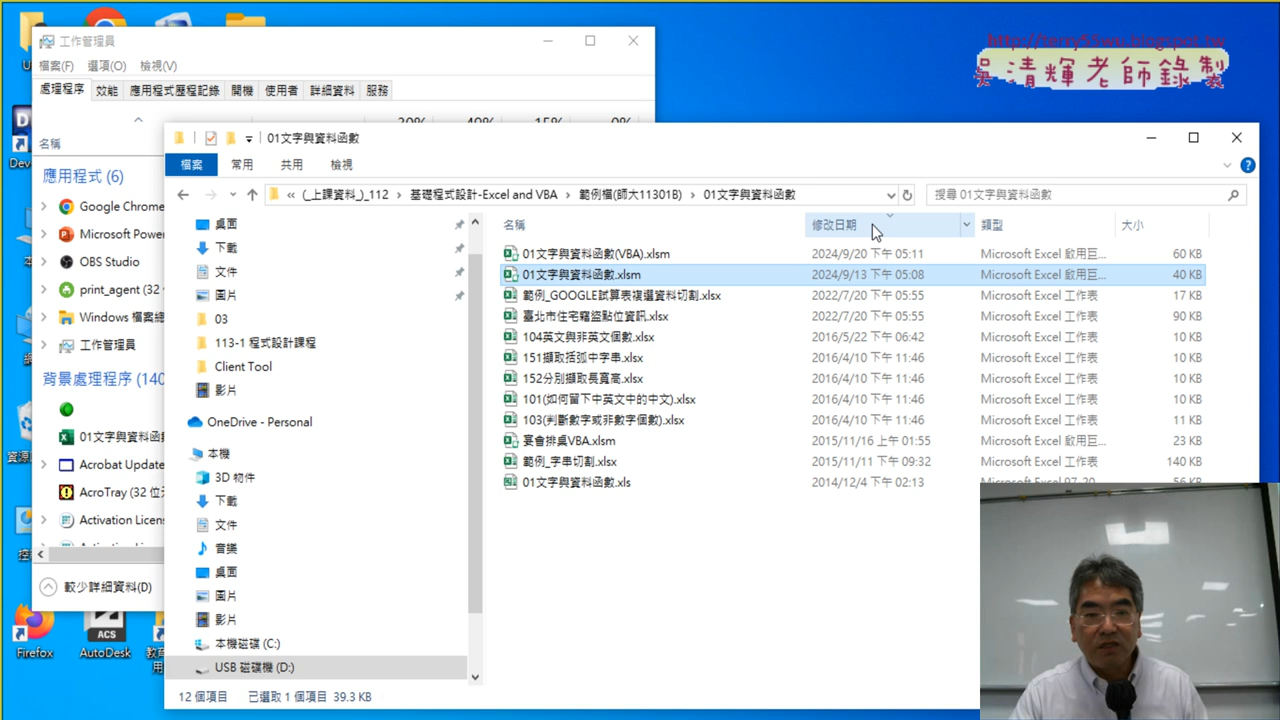 http://terry55wu.blogspot.tw
吳清輝老師錄製
工作管理員
檔案(F) 選項(O) 檢視(V)
處理程序 效能 應用程式歷程記錄 開機 使用者 詳細資料 服務
名稱
應用程式 (6)
Google Chrome
Microsoft Power
OBS Studio
print_agent (32
Windows 檔案總
工作管理員
背景處理程序 (140
01文字與資料函
Acrobat Update
AcroTray (32 位
Activation Licens
較少詳細資料(D)
Firefox
ACS
AutoDesk
01文字與資料函數
檔案 常用 共用 檢視
« (_上課資料_)_112 › 基礎程式設計-Excel and VBA › 範例檔(師大11301B) › 01文字與資料函數
搜尋 01文字與資料函數
桌面
下載
文件
圖片
03
113-1 程式設計課程
Client Tool
影片
OneDrive - Personal
本機
3D 物件
下載
文件
音樂
桌面
圖片
影片
本機磁碟 (C:)
USB 磁碟機 (D:)
名稱 修改日期 類型 大小
01文字與資料函數(VBA).xlsm 2024/9/20 下午 05:11 Microsoft Excel 啟用巨... 60 KB
01文字與資料函數.xlsm 2024/9/13 下午 05:08 Microsoft Excel 啟用巨... 40 KB
範例_GOOGLE試算表複選資料切割.xlsx 2022/7/20 下午 05:55 Microsoft Excel 工作表 17 KB
臺北市住宅竊盜點位資訊.xlsx 2022/7/20 下午 05:55 Microsoft Excel 工作表 90 KB
104英文與非英文個數.xlsx 2016/5/22 下午 06:42 Microsoft Excel 工作表 10 KB
151擷取括弧中字串.xlsx 2016/4/10 下午 11:46 Microsoft Excel 工作表 10 KB
152分別擷取長寬高.xlsx 2016/4/10 下午 11:46 Microsoft Excel 工作表 10 KB
101(如何留下中英文中的中文).xlsx 2016/4/10 下午 11:46 Microsoft Excel 工作表 10 KB
103(判斷數字或非數字個數).xlsx 2016/4/10 下午 11:46 Microsoft Excel 工作表 11 KB
宴會排桌VBA.xlsm 2015/11/16 上午 01:55 Microsoft Excel 啟用巨... 23 KB
範例_字串切割.xlsx 2015/11/11 下午 09:32 Microsoft Excel 工作表 140 KB
01文字與資料函數.xls 2014/12/4 下午 02:13 Microsoft Excel 97-20
12 個項目 已選取 1 個項目 39.3 KB